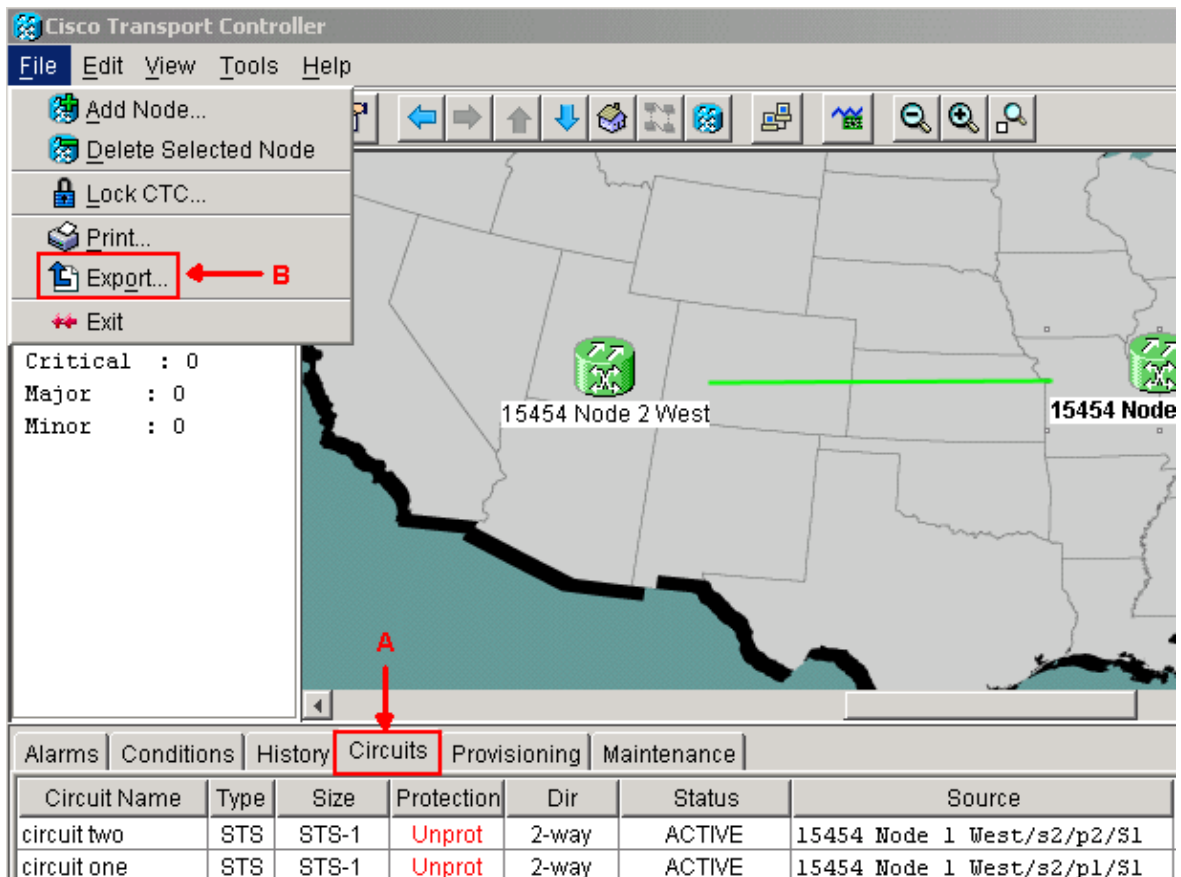 Cisco Transport Controller
File Edit View Tools Help
Add Node...
Delete Selected Node
Lock CTC...
Print...
Export...
B
Exit
Critical : 0
Major : 0
Minor : 0
15454 Node 2 West
15454 Node
A
Alarms Conditions History Circuits Provisioning Maintenance
Circuit Name Type Size Protection Dir Status Source
circuit two STS STS-1 Unprot 2-way ACTIVE 15454 Node 1 West/s2/p2/S1
circuit one STS STS-1 Unprot 2-way ACTIVE 15454 Node 1 West/s2/p1/S1